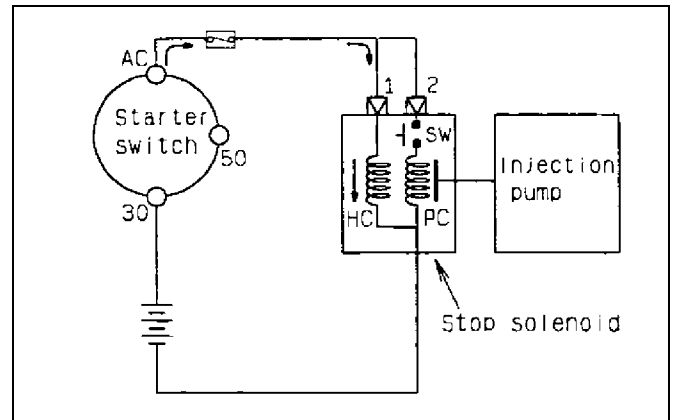 AC
1 2
Starter
switch
SW
50
Injection
pump
30
HC
PC
Stop solenoid